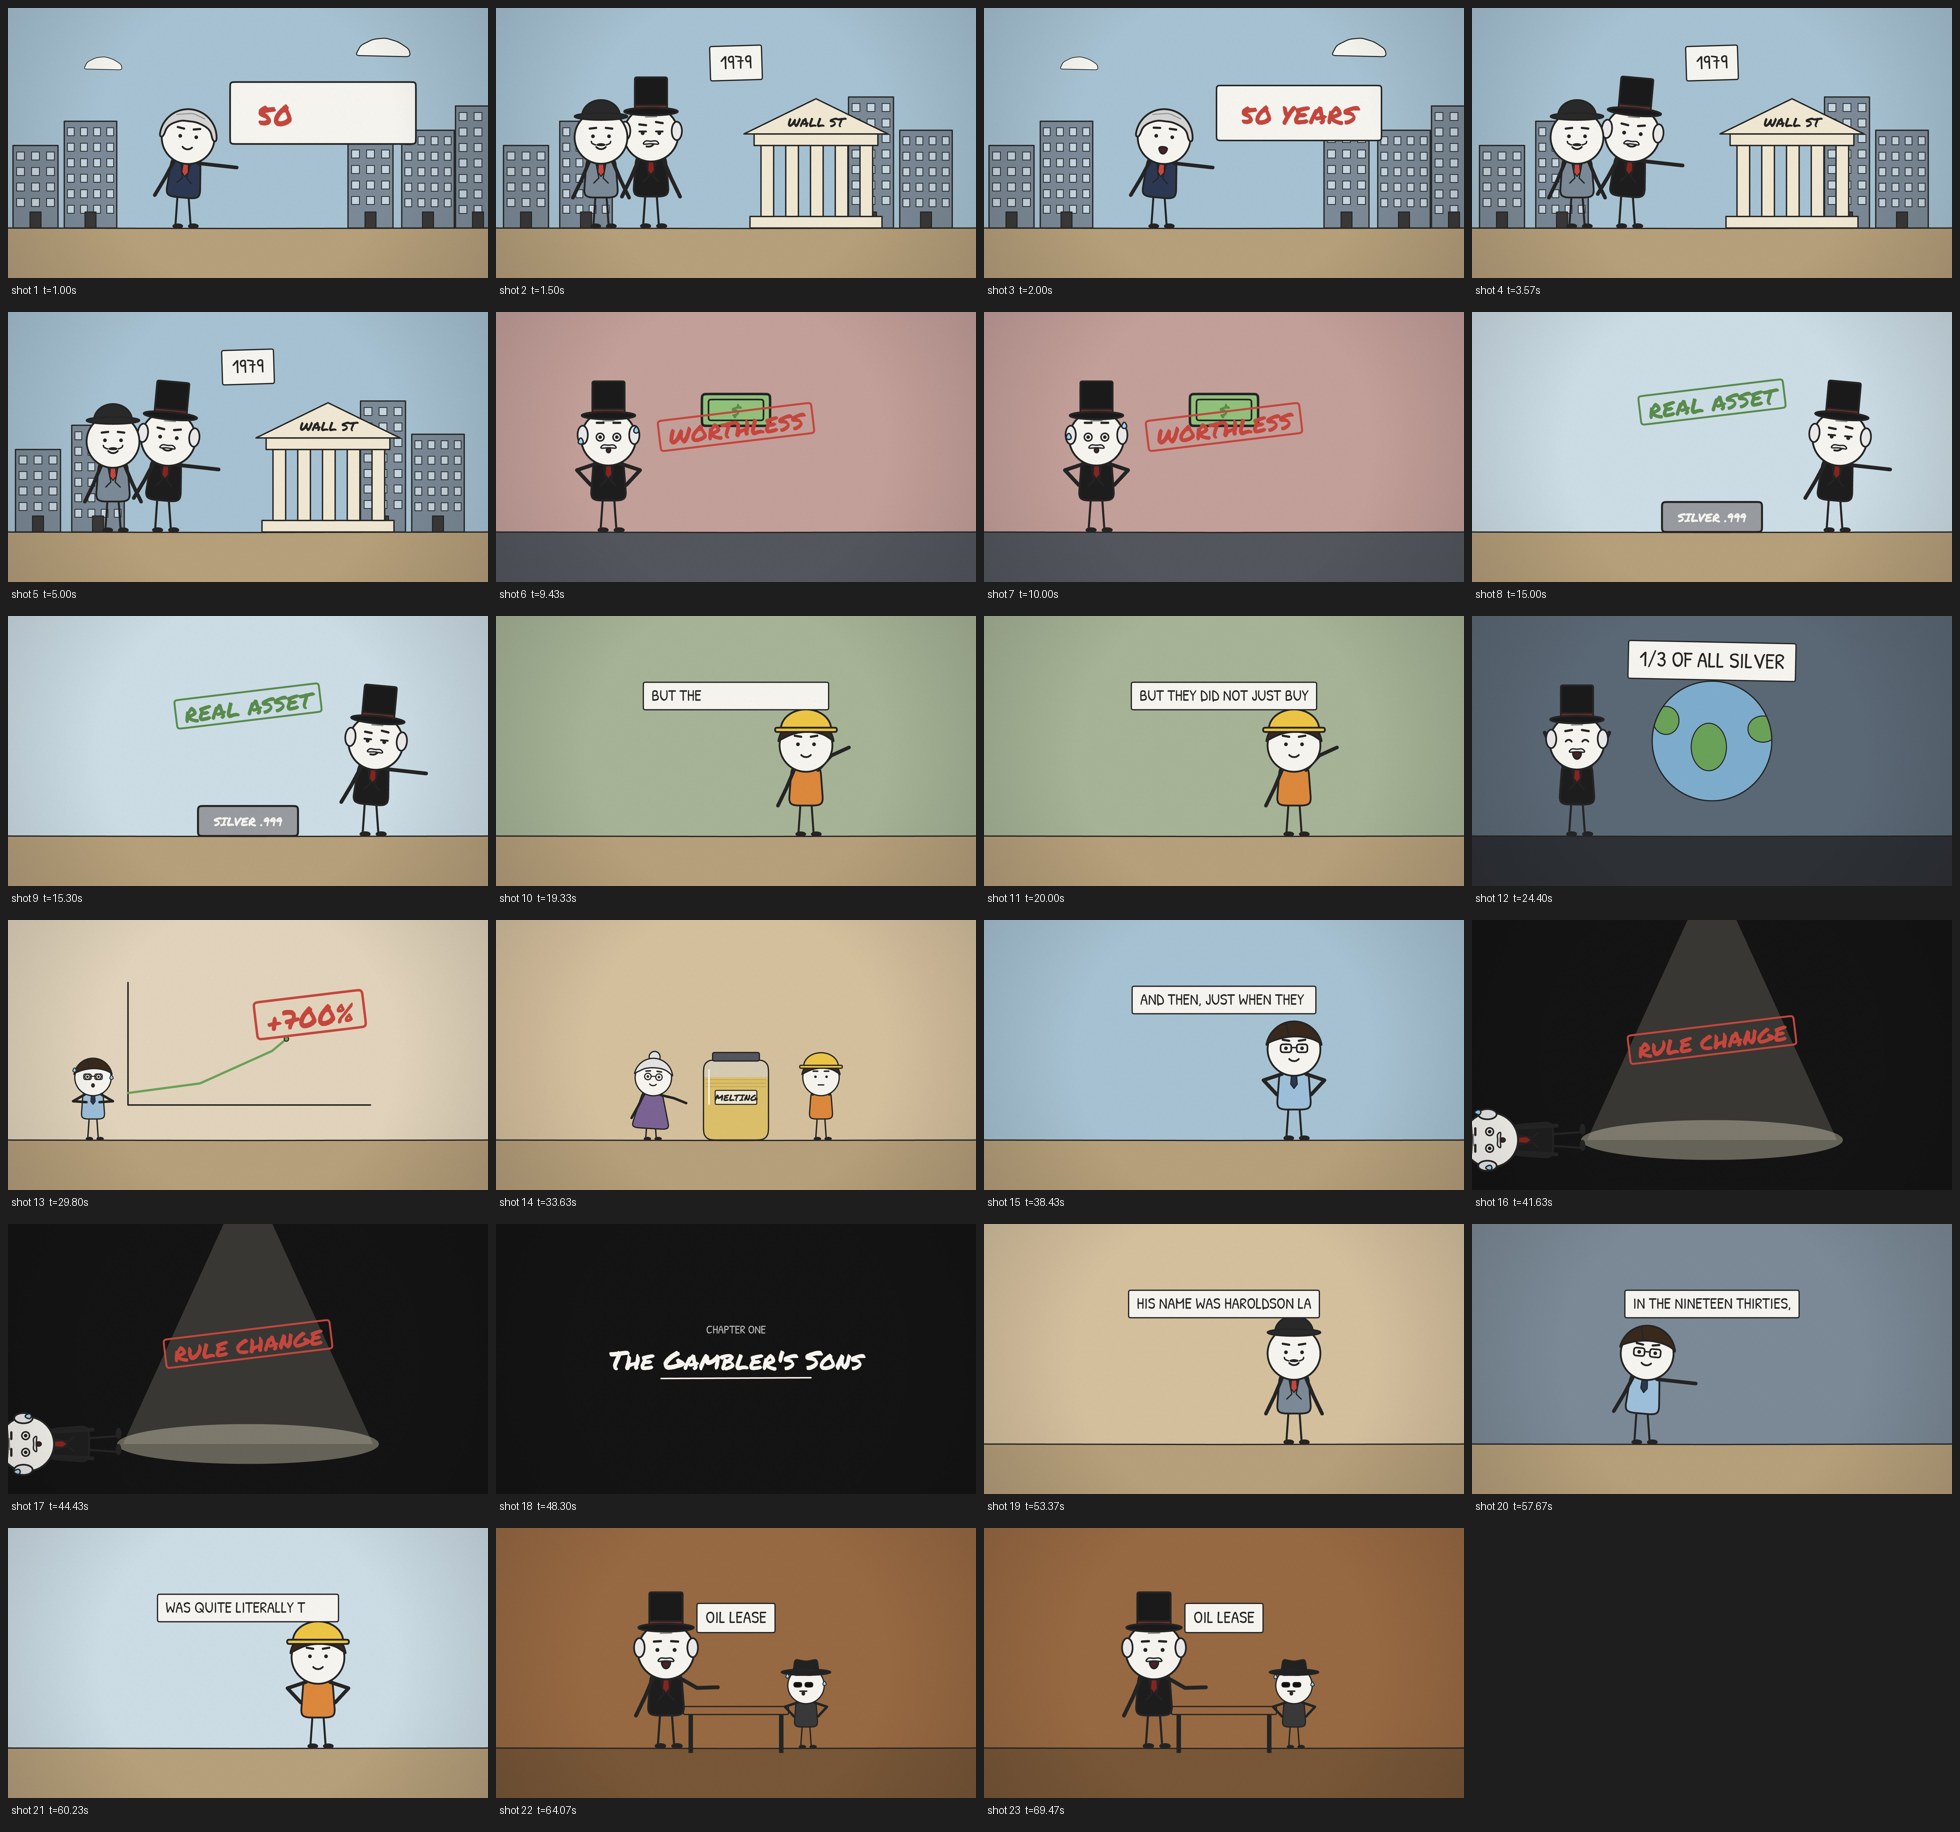 50
shot 1 t=1.00s
1979
WALL ST
shot 2 t=1.50s
50 YEARS
shot 3 t=2.00s
1979
WALL ST
shot 4 t=3.57s
1979
WALL ST
shot 5 t=5.00s
$
WORTHLESS
shot 6 t=9.43s
$
WORTHLESS
shot 7 t=10.00s
REAL ASSET
SILVER .999
shot 8 t=15.00s
REAL ASSET
SILVER .999
shot 9 t=15.30s
BUT THE
shot 10 t=19.33s
BUT THEY DID NOT JUST BUY
shot 11 t=20.00s
1/3 OF ALL SILVER
shot 12 t=24.40s
+700%
shot 13 t=29.80s
MELTING
shot 14 t=33.63s
AND THEN, JUST WHEN THEY
shot 15 t=38.43s
RULE CHANGE
shot 16 t=41.63s
RULE CHANGE
shot 17 t=44.43s
CHAPTER ONE
THE GAMBLER'S SONS
shot 18 t=48.30s
HIS NAME WAS HAROLDSON LA
shot 19 t=53.37s
IN THE NINETEEN THIRTIES,
shot 20 t=57.67s
WAS QUITE LITERALLY T
shot 21 t=60.23s
OIL LEASE
shot 22 t=64.07s
OIL LEASE
shot 23 t=69.47s